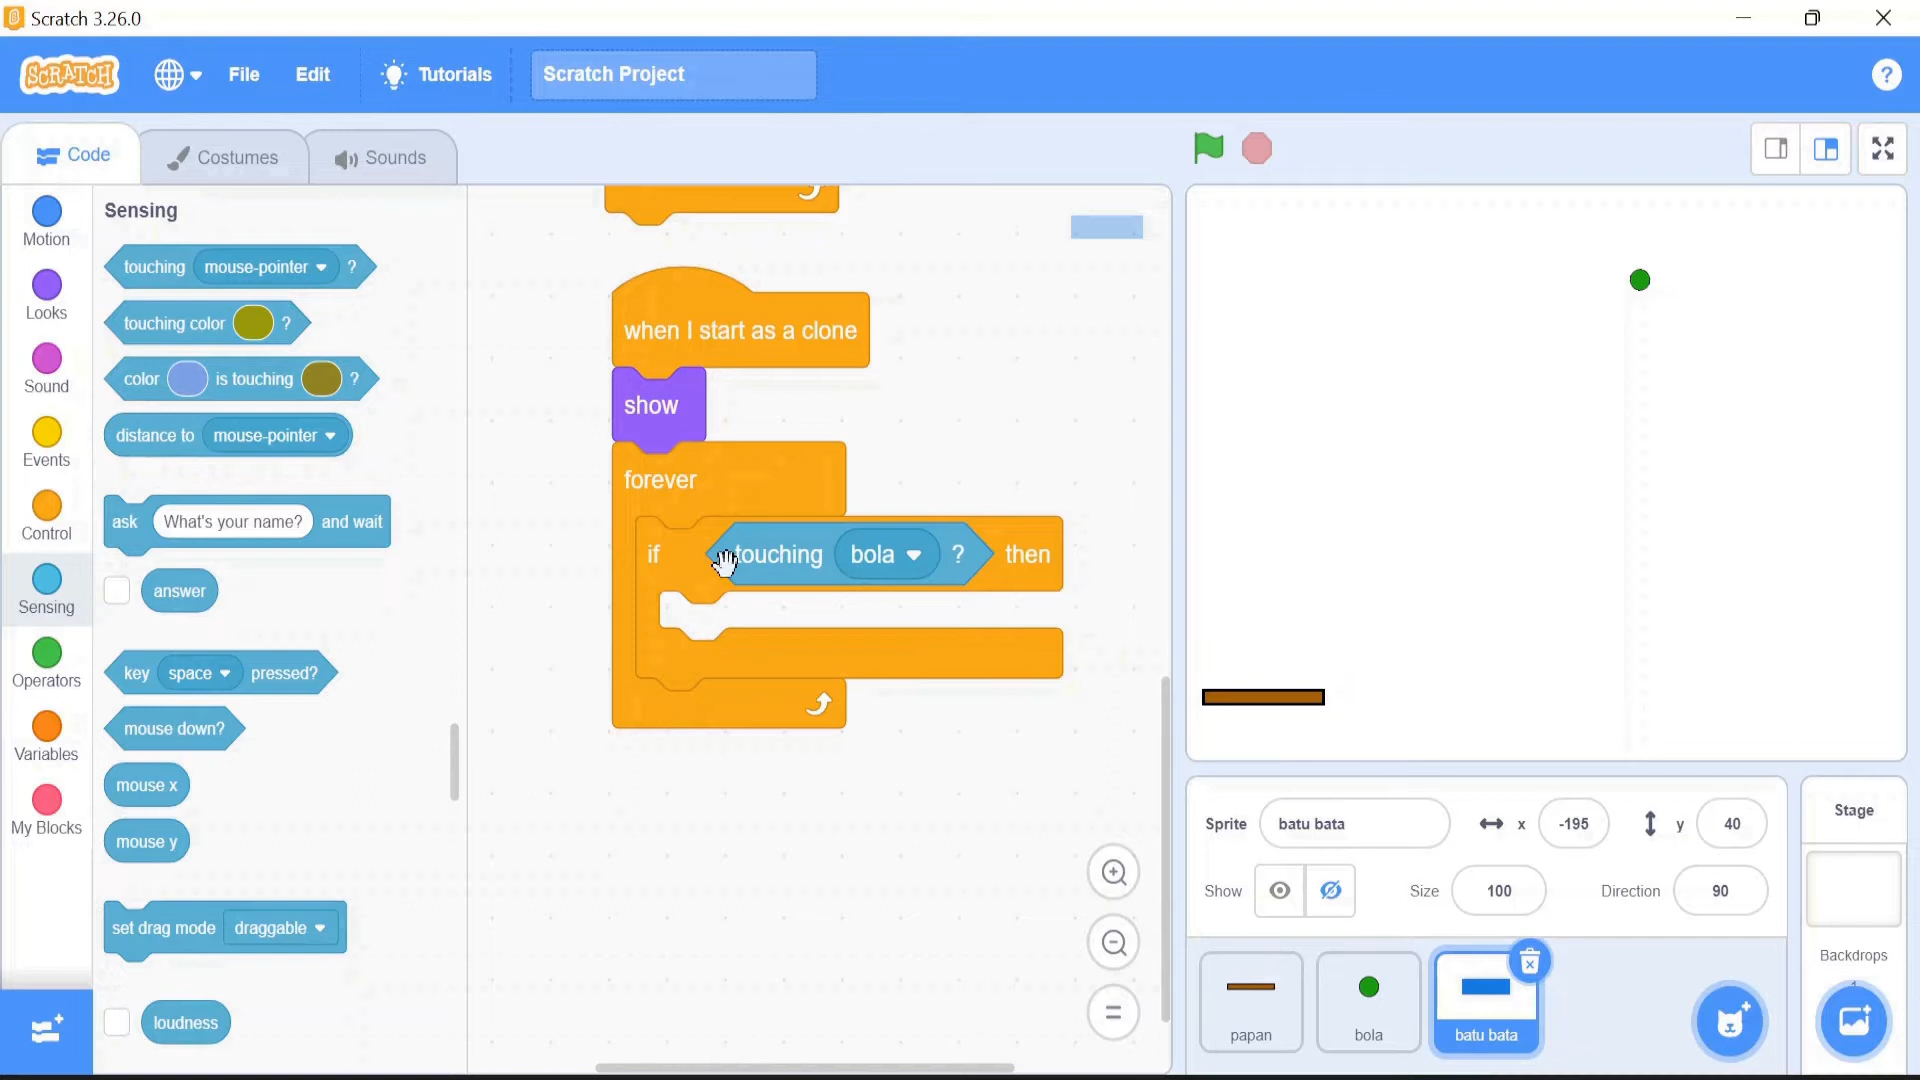 Scratch 3.26.0
SCRATCH
File
Edit
Tutorials
Scratch Project
?
Code
Costumes
Sounds
Motion
Looks
Sound
Events
Control
Sensing
Operators
Variables
My Blocks
Sensing
touching mouse-pointer ?
touching color ?
color is touching ?
distance to mouse-pointer
ask What's your name? and wait
answer
key space pressed?
mouse down?
mouse x
mouse y
set drag mode draggable
loudness
when I start as a clone
show
forever
if touching bola ? then
Sprite batu bata x -195 y 40
Show Size 100 Direction 90
papan
bola
batu bata
Stage
Backdrops